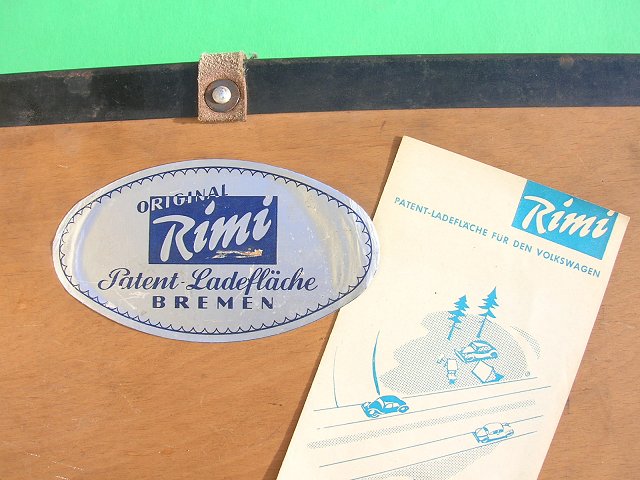 ORIGINAL
Rimi
Patent-Ladefläche
BREMEN
Rimi
PATENT-LADEFLÄCHE FÜR DEN VOLKSWAGEN